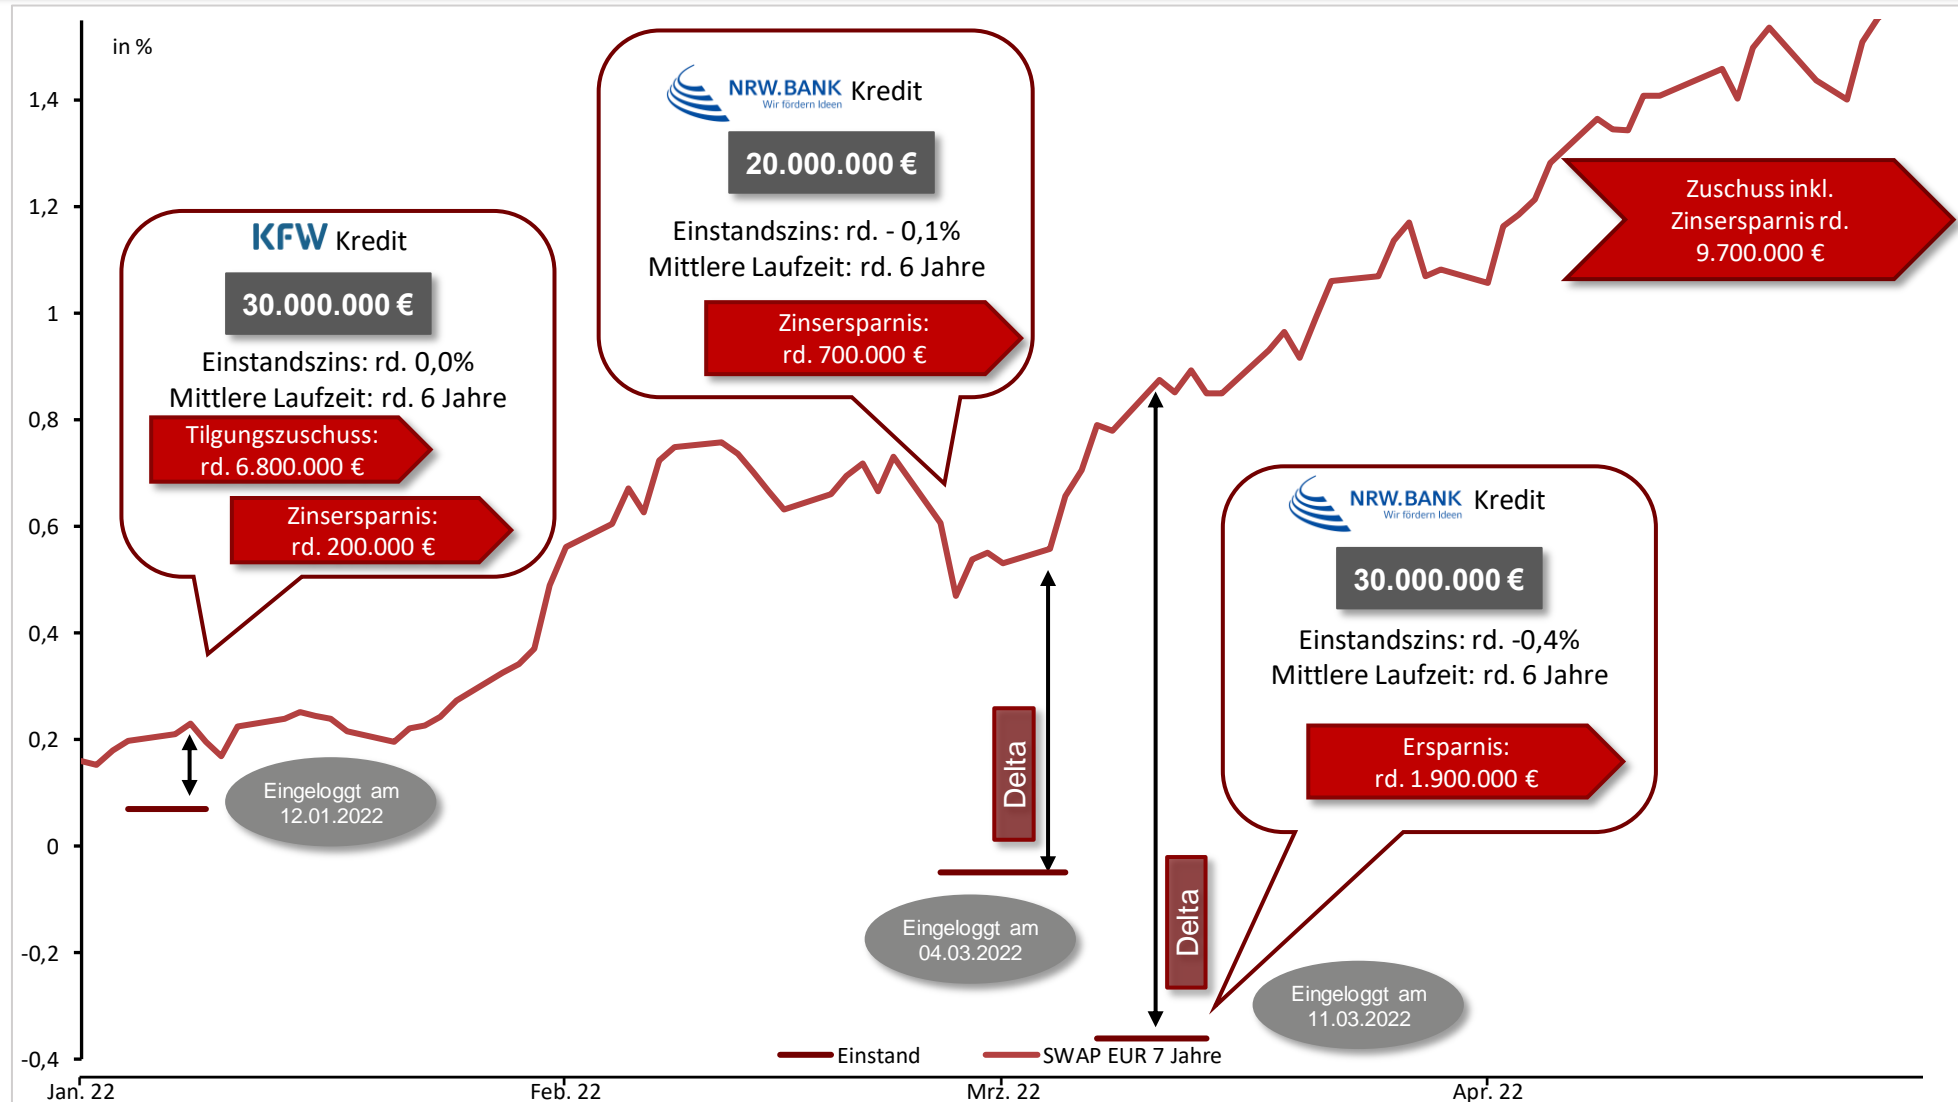 in %
1,4
1,2
1
0,8
0,6
0,4
0,2
0
-0,2
-0,4
Jan. 22
Feb. 22
Mrz. 22
Apr. 22
KFW Kredit
30.000.000 €
Einstandszins: rd. 0,0%
Mittlere Laufzeit: rd. 6 Jahre
Tilgungszuschuss:
rd. 6.800.000 €
Zinsersparnis:
rd. 200.000 €
Eingeloggt am
12.01.2022
NRW.BANK Kredit
Wir fördern Ideen
20.000.000 €
Einstandszins: rd. - 0,1%
Mittlere Laufzeit: rd. 6 Jahre
Zinsersparnis:
rd. 700.000 €
Delta
Eingeloggt am
04.03.2022
Zuschuss inkl.
Zinsersparnis rd.
9.700.000 €
NRW.BANK Kredit
Wir fördern Ideen
30.000.000 €
Einstandszins: rd. -0,4%
Mittlere Laufzeit: rd. 6 Jahre
Ersparnis:
rd. 1.900.000 €
Delta
Eingeloggt am
11.03.2022
Einstand
SWAP EUR 7 Jahre